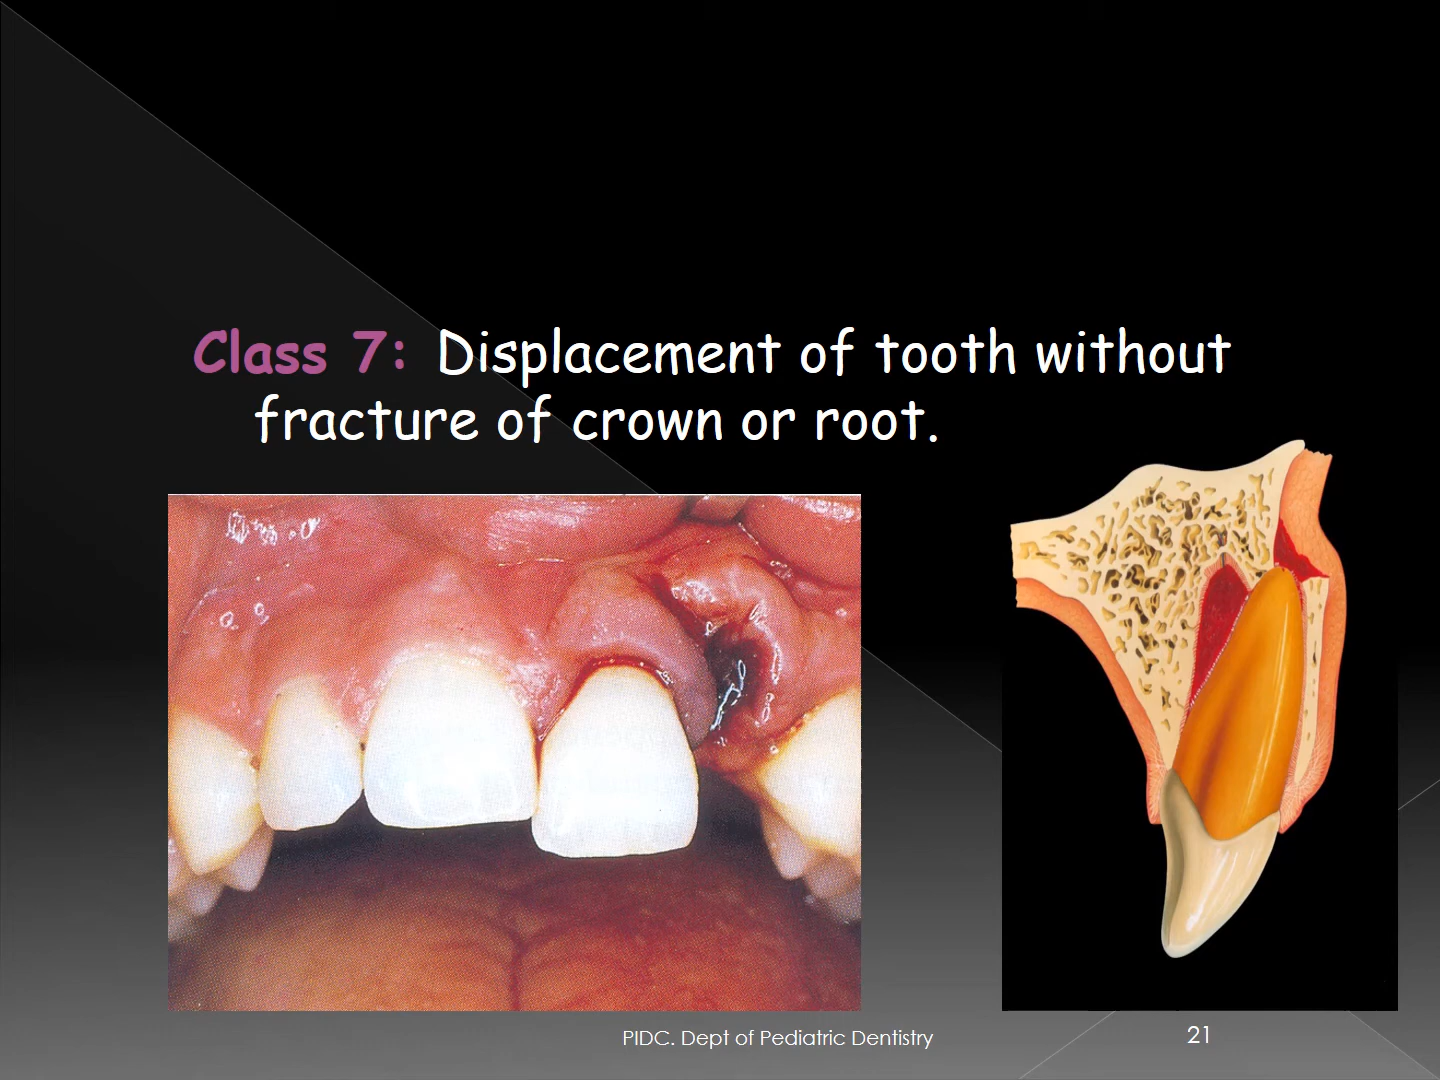 Class 7: Displacement of tooth without
fracture of crown or root.
PIDC. Dept of Pediatric Dentistry
21